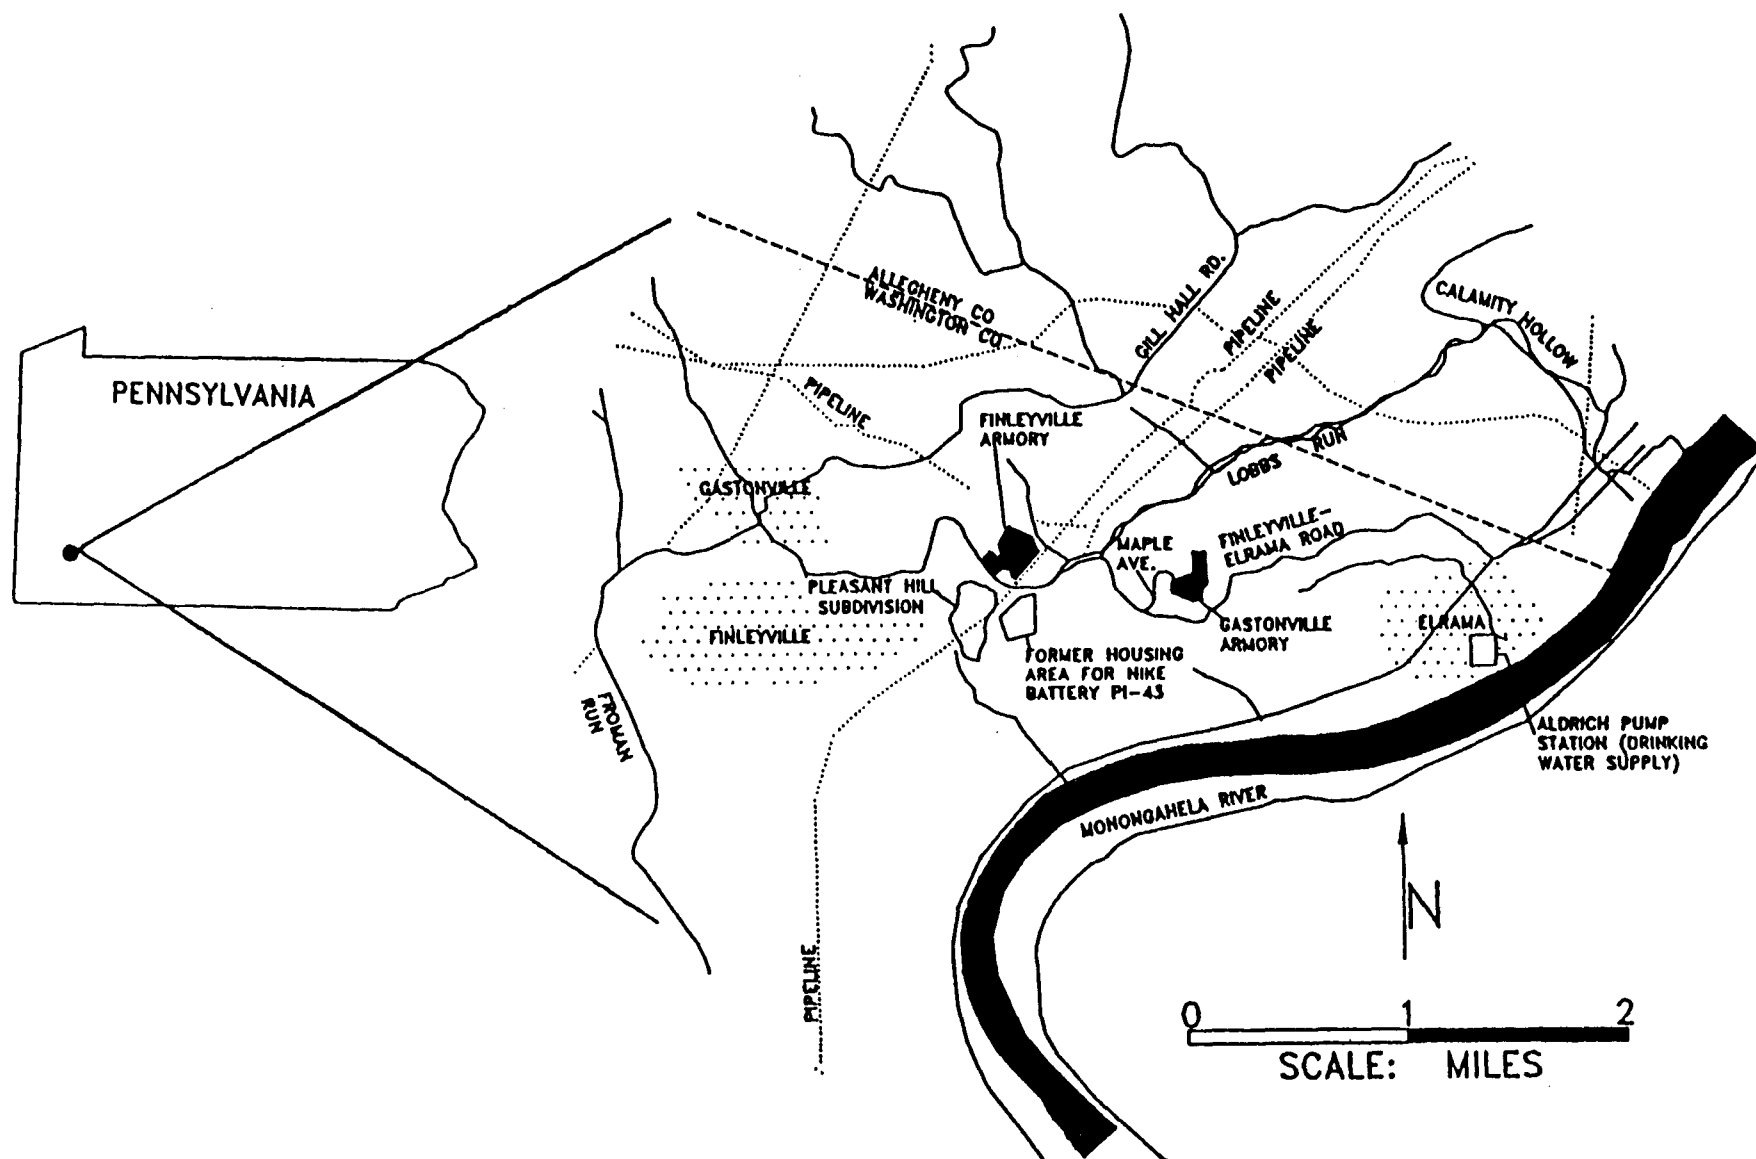 PENNSYLVANIA
ALLEGHENY CO
WASHINGTON CO
GILL HALL RD.
PIPELINE
PIPELINE
CALAMITY HOLLOW
PIPELINE
FINLEYVILLE
ARMORY
LOBBS RUN
GASTONVILLE
FINLEYVILLE-
ELRAMA ROAD
MAPLE
AVE.
PLEASANT HILL
SUBDIVISION
FINLEYVILLE
GASTONVILLE
ARMORY
ELRAMA
FORMER HOUSING
AREA FOR NIKE
BATTERY PI-43
FROMAN
RUN
ALDRICH PUMP
STATION (DRINKING
WATER SUPPLY)
MONONGAHELA RIVER
PIPELINE
N
0 1 2
SCALE: MILES